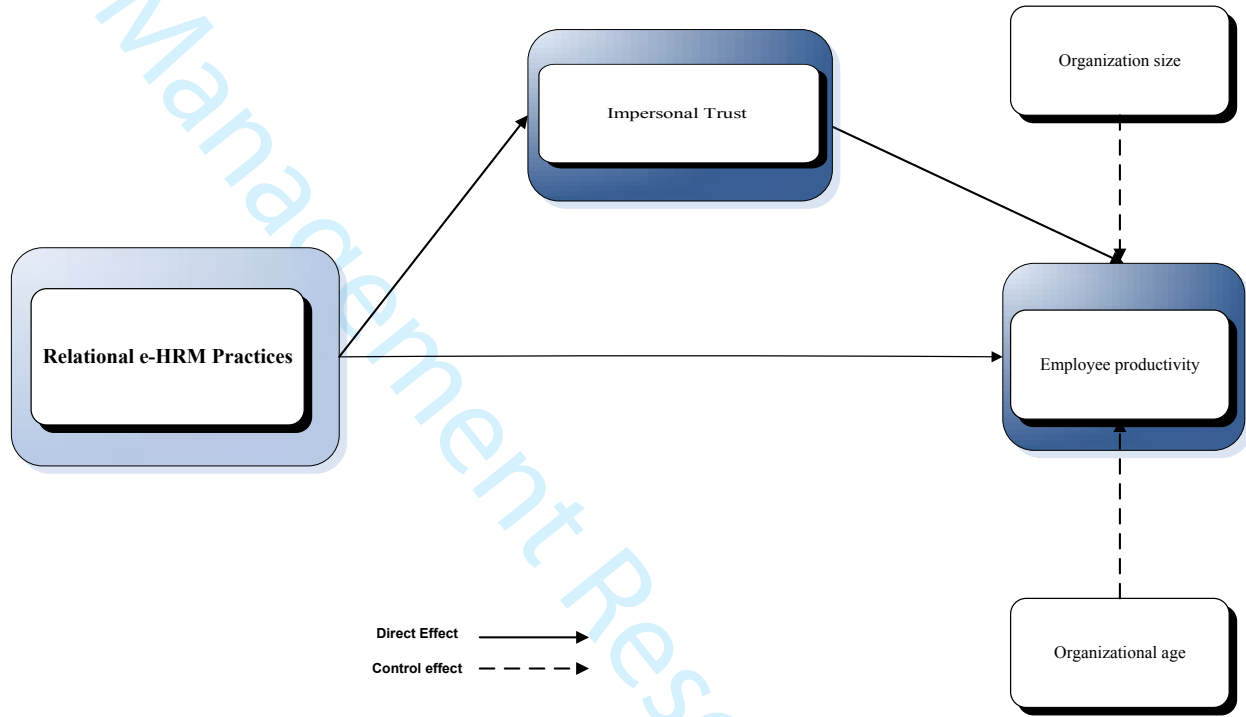 Organization size
Impersonal Trust
Relational e-HRM Practices
Employee productivity
Direct Effect
Control effect
Organizational age
Management Res